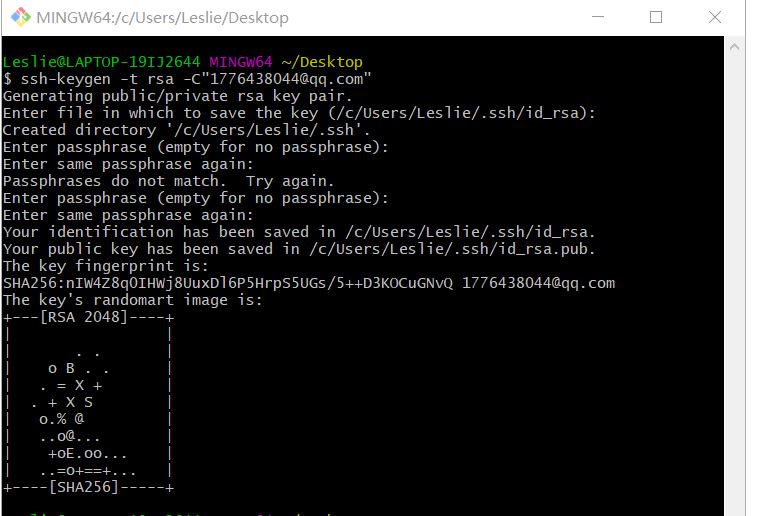 MINGW64:/c/Users/Leslie/Desktop
Leslie@LAPTOP-19IJ2644 MINGW64 ~/Desktop
$ ssh-keygen -t rsa -C"1776438044@qq.com"
Generating public/private rsa key pair.
Enter file in which to save the key (/c/Users/Leslie/.ssh/id_rsa):
Created directory '/c/Users/Leslie/.ssh'.
Enter passphrase (empty for no passphrase):
Enter same passphrase again:
Passphrases do not match.  Try again.
Enter passphrase (empty for no passphrase):
Enter same passphrase again:
Your identification has been saved in /c/Users/Leslie/.ssh/id_rsa.
Your public key has been saved in /c/Users/Leslie/.ssh/id_rsa.pub.
The key fingerprint is:
SHA256:nIW4Z8qOIHWj8UuxDl6P5HrpS5UGs/5++D3KOCuGNvQ 1776438044@qq.com
The key's randomart image is:
+---[RSA 2048]----+
|                 |
|       . .       |
|    o B . .      |
|   . = X +       |
|  . + X S        |
|   o.% @         |
|   ..o@...       |
|    +oE.oo...    |
|   ..=o+==+...   |
+----[SHA256]-----+